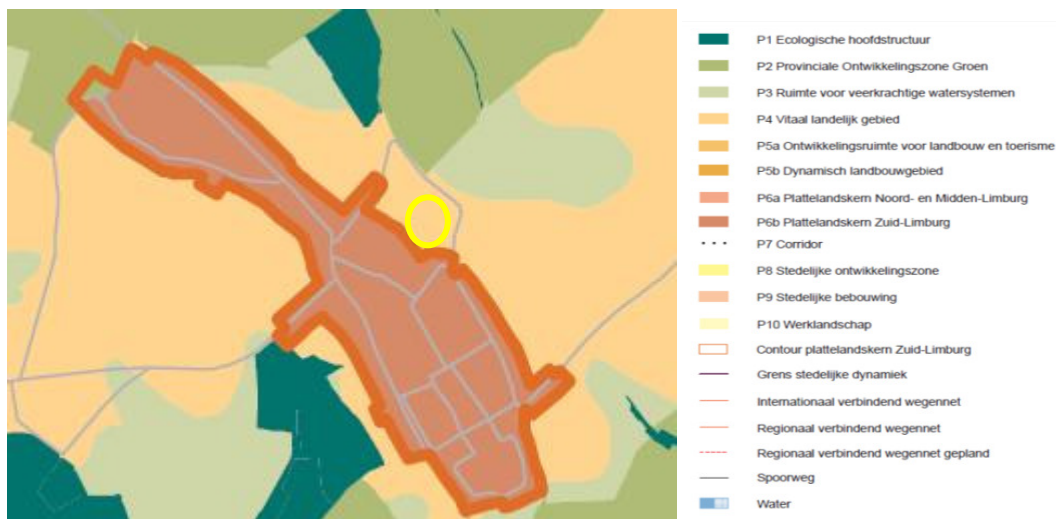 P1 Ecologische hoofdstructuur
P2 Provinciale Ontwikkelingszone Groen
P3 Ruimte voor veerkrachtige watersystemen
P4 Vitaal landelijk gebied
P5a Ontwikkelingsruimte voor landbouw en toerisme
P5b Dynamisch landbouwgebied
P6a Plattelandskern Noord- en Midden-Limburg
P6b Plattelandskern Zuid-Limburg
P7 Corridor
P8 Stedelijke ontwikkelingszone
P9 Stedelijke bebouwing
P10 Werklandschap
Contour plattelandskern Zuid-Limburg
Grens stedelijke dynamiek
Internationaal verbindend wegennet
Regionaal verbindend wegennet
Regionaal verbindend wegennet gepland
Spoorweg
Water